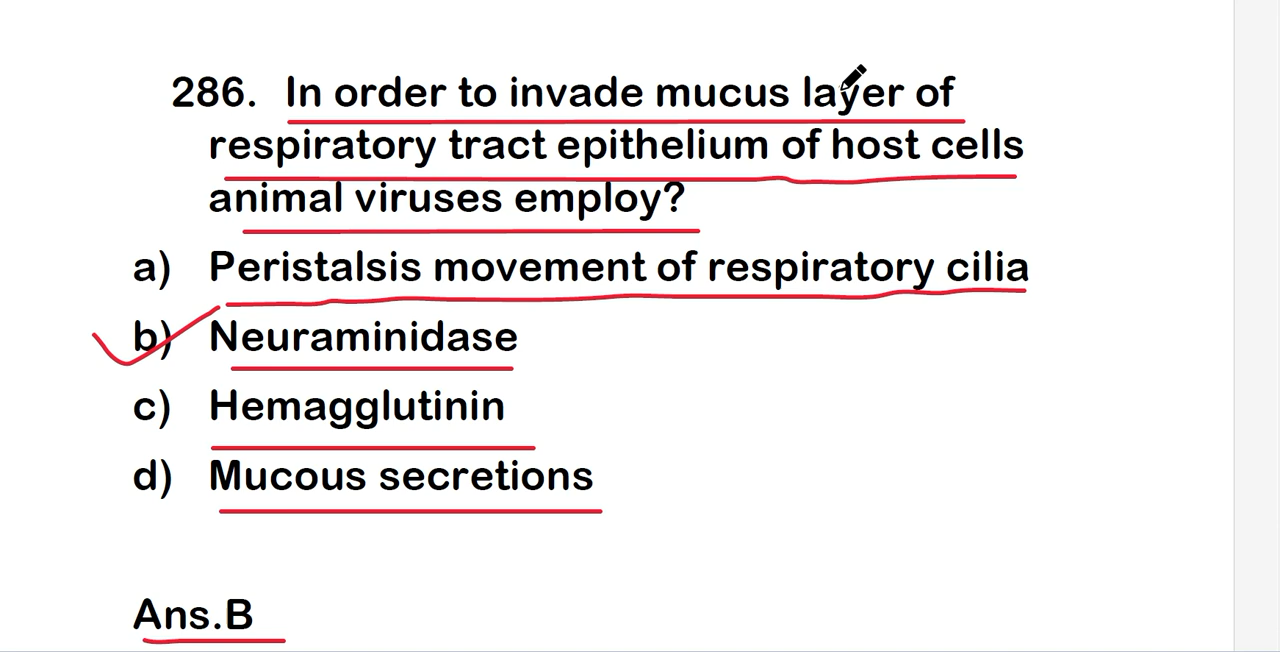 286. In order to invade mucus layer of
respiratory tract epithelium of host cells
animal viruses employ?
a) Peristalsis movement of respiratory cilia
b) Neuraminidase
c) Hemagglutinin
d) Mucous secretions
Ans.B